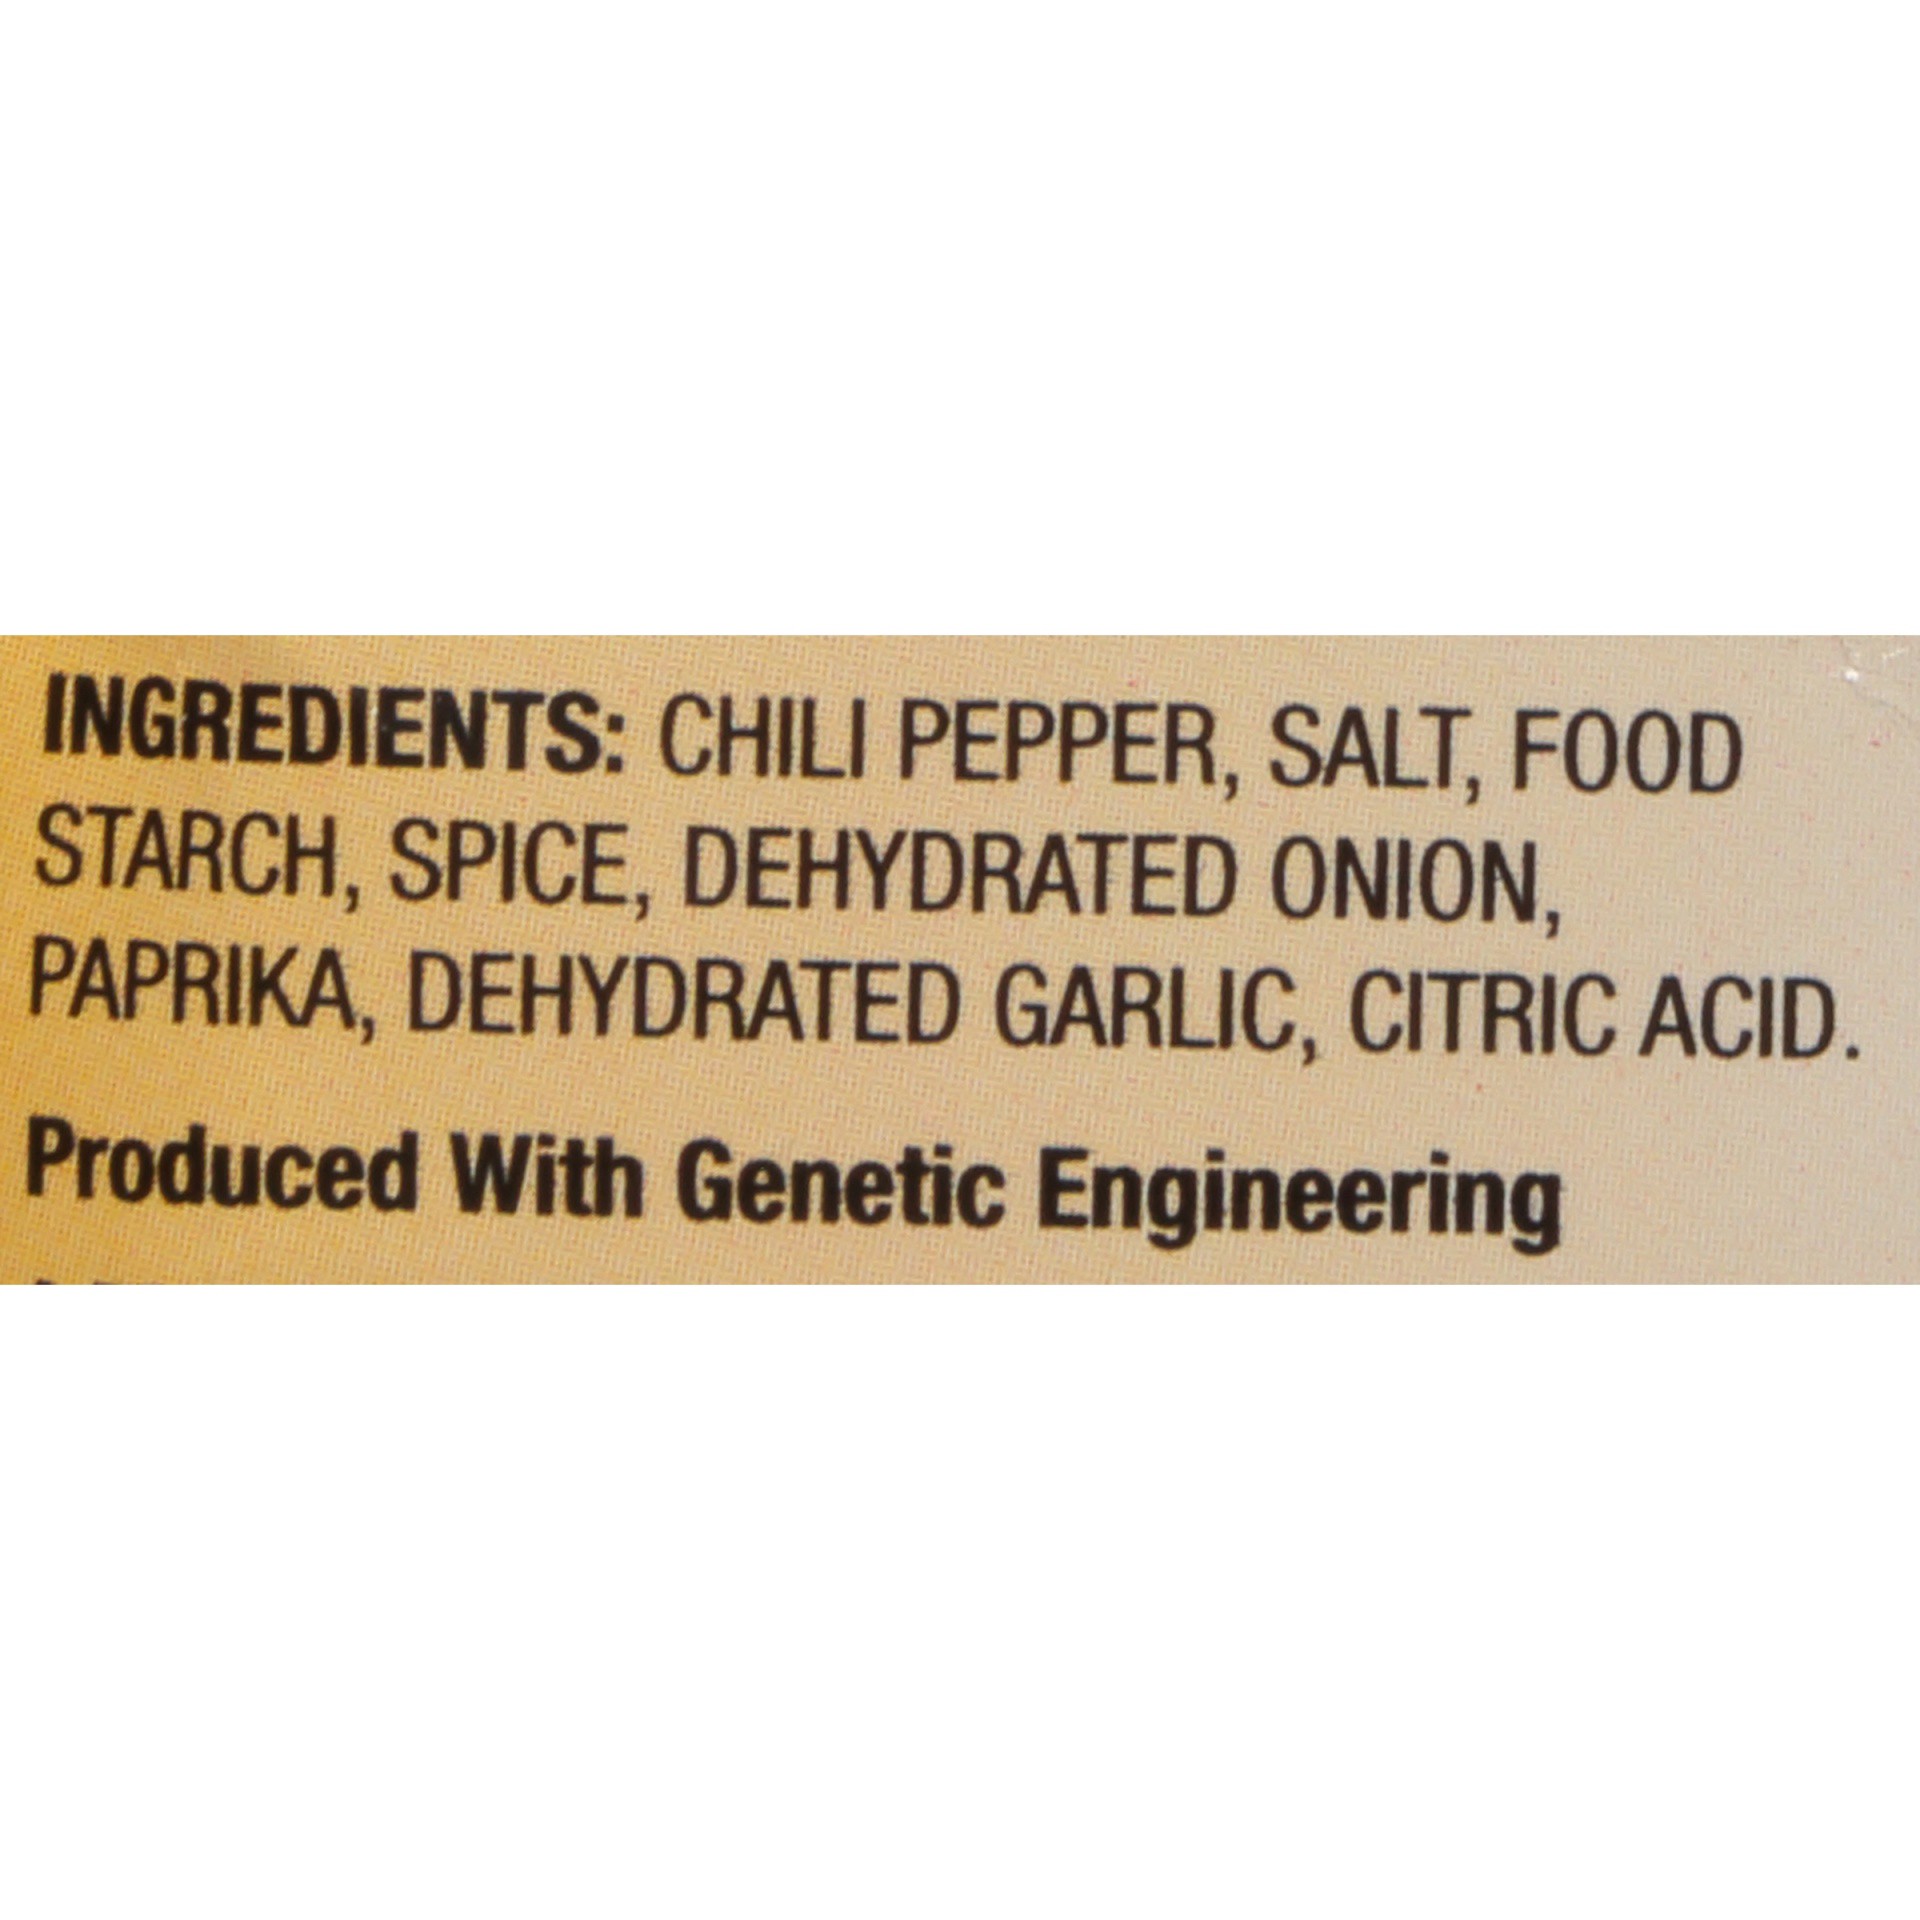 INGREDIENTS: CHILI PEPPER, SALT, FOOD
STARCH, SPICE, DEHYDRATED ONION,
PAPRIKA, DEHYDRATED GARLIC, CITRIC ACID.
Produced With Genetic Engineering